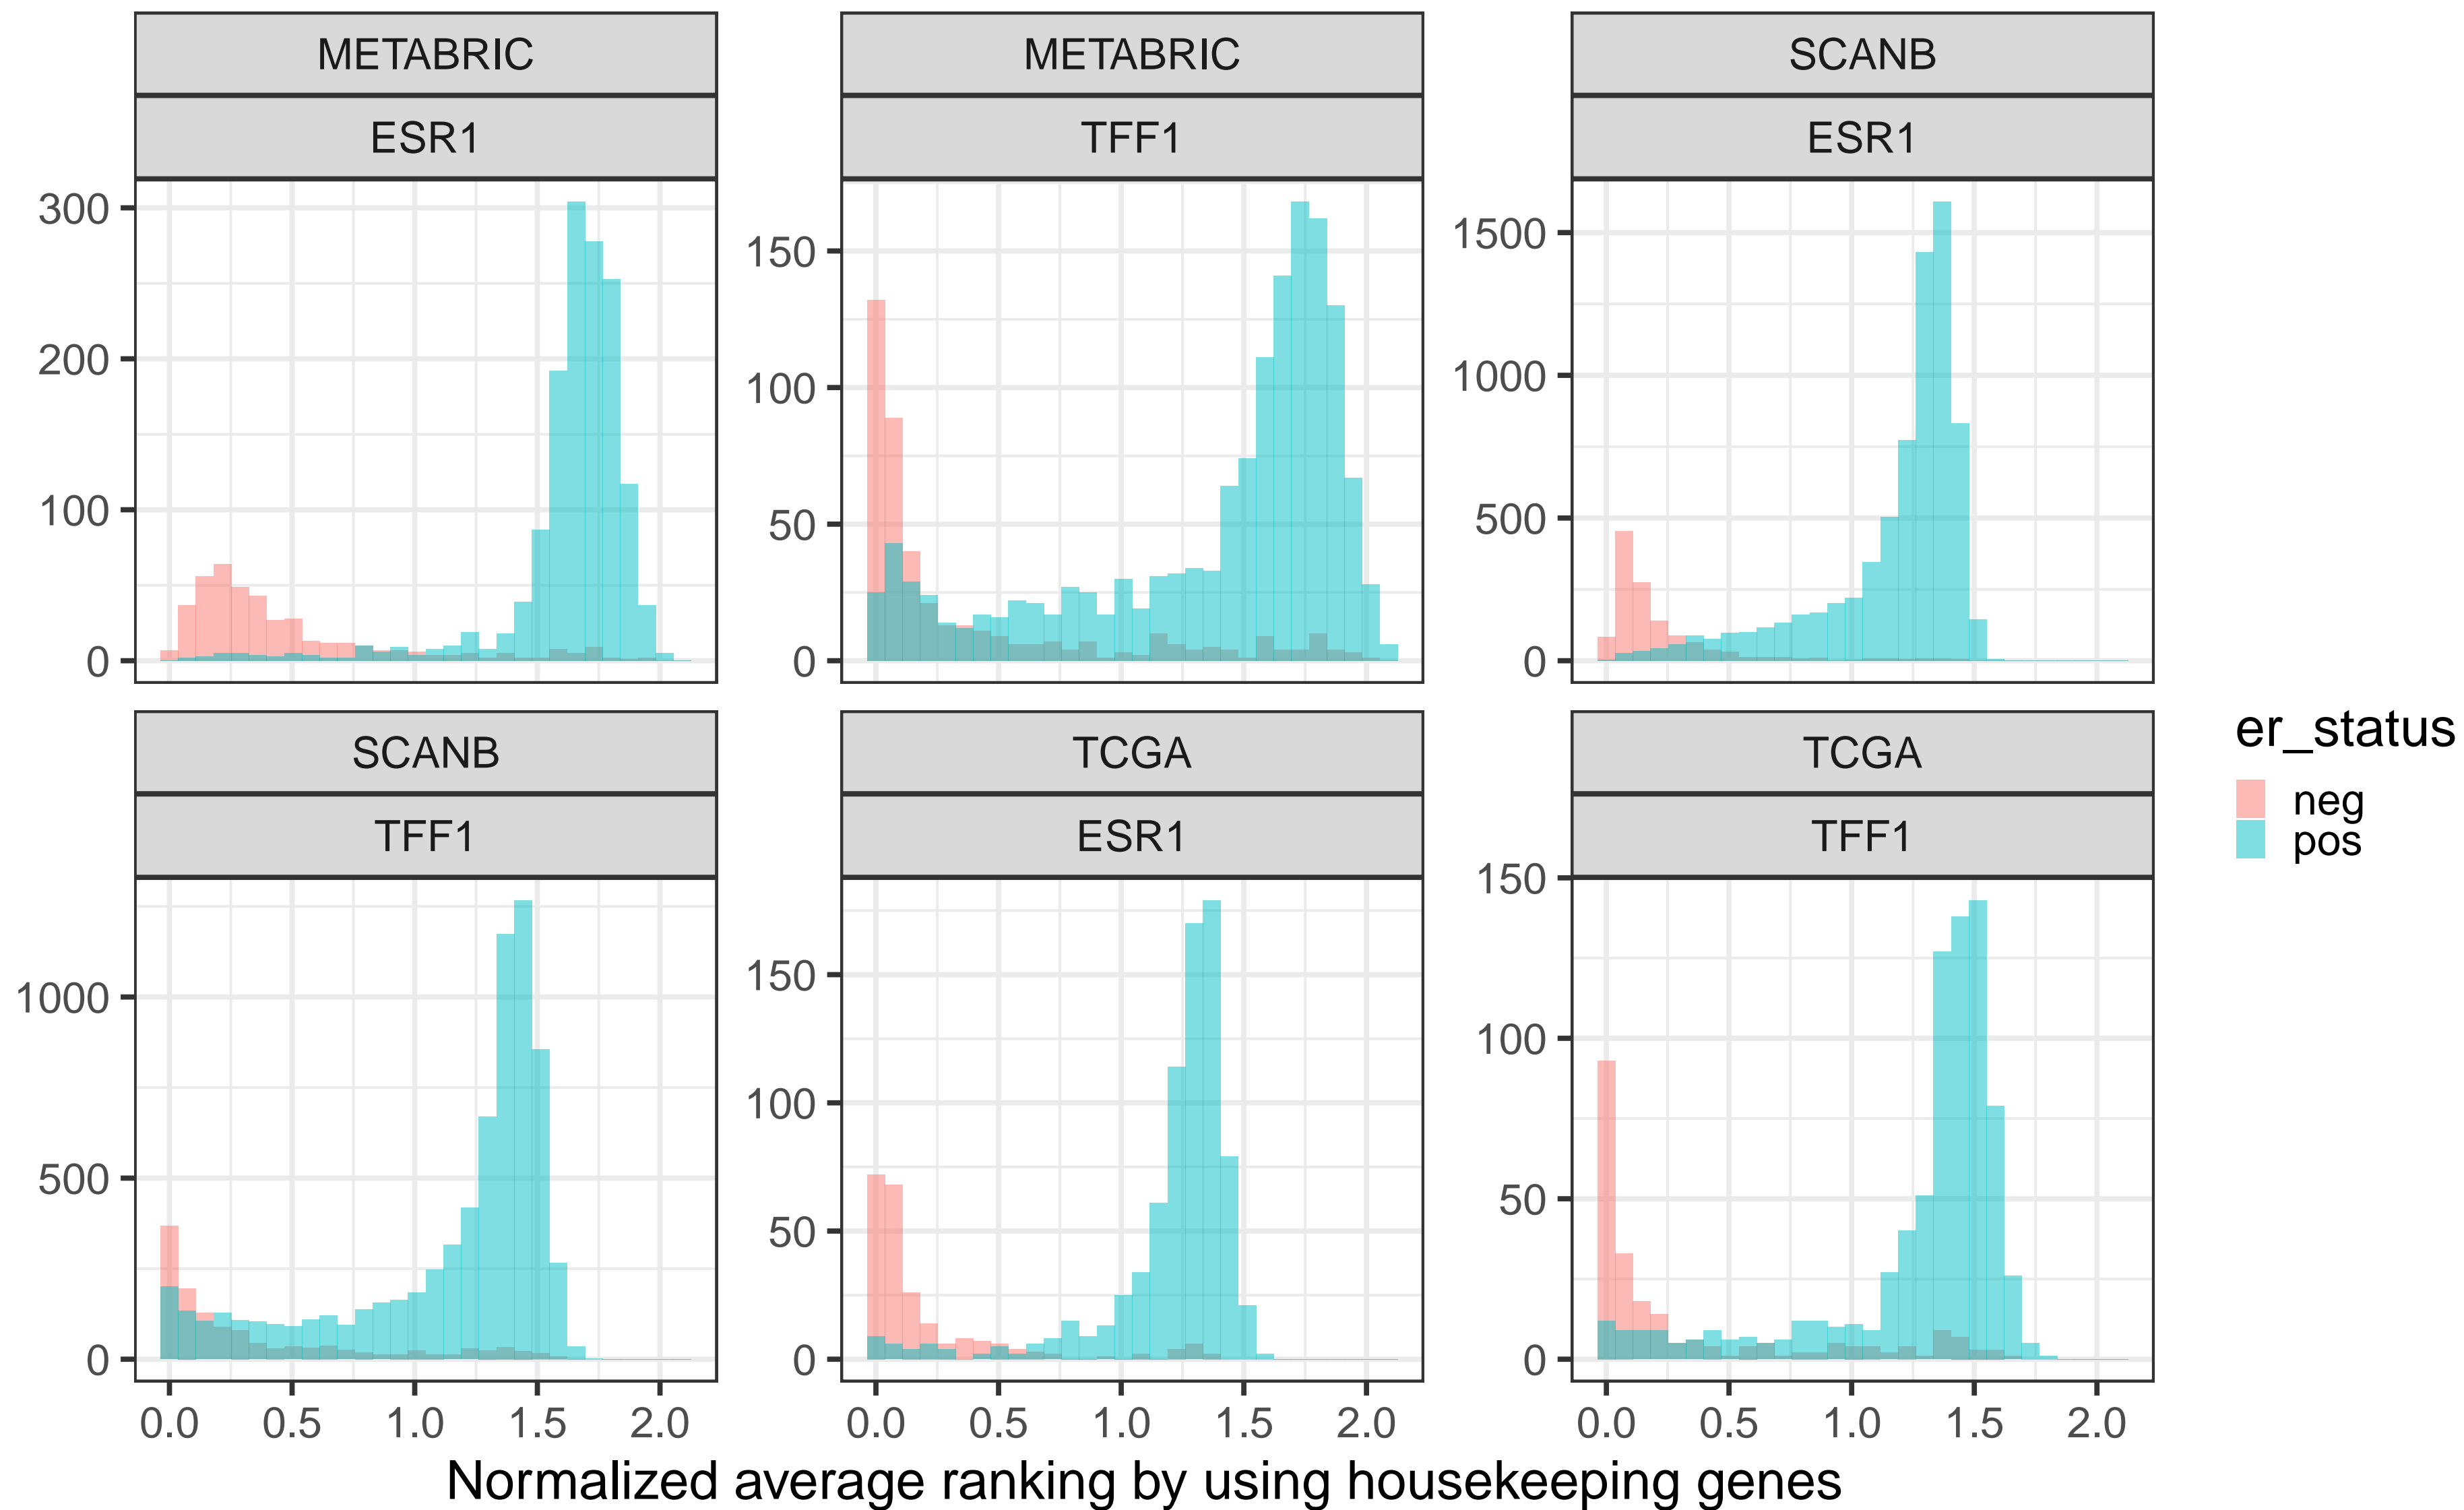 METABRIC
ESR1
METABRIC
TFF1
SCANB
ESR1
300
200
100
0
150
100
50
0
1500
1000
500
0
SCANB
TFF1
TCGA
ESR1
TCGA
TFF1
1000
500
0
150
100
50
0
150
100
50
0
0.0 0.5 1.0 1.5 2.0
0.0 0.5 1.0 1.5 2.0
0.0 0.5 1.0 1.5 2.0
Normalized average ranking by using housekeeping genes
er_status
neg
pos